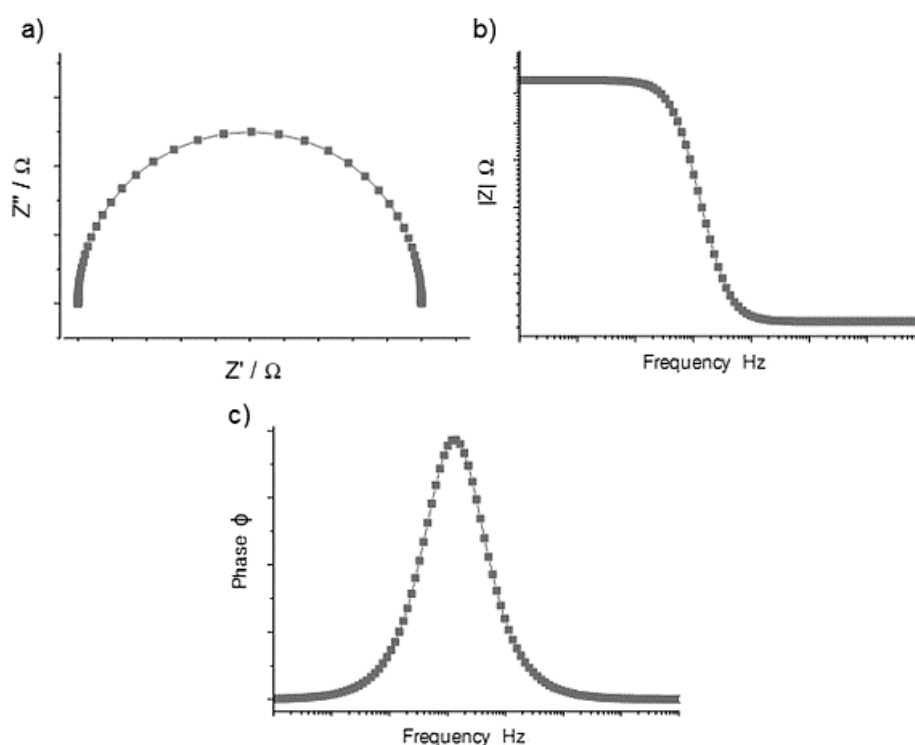 a)
Z" / Ω
Z' / Ω
b)
|Z| Ω
Frequency Hz
c)
Phase ϕ
Frequency Hz